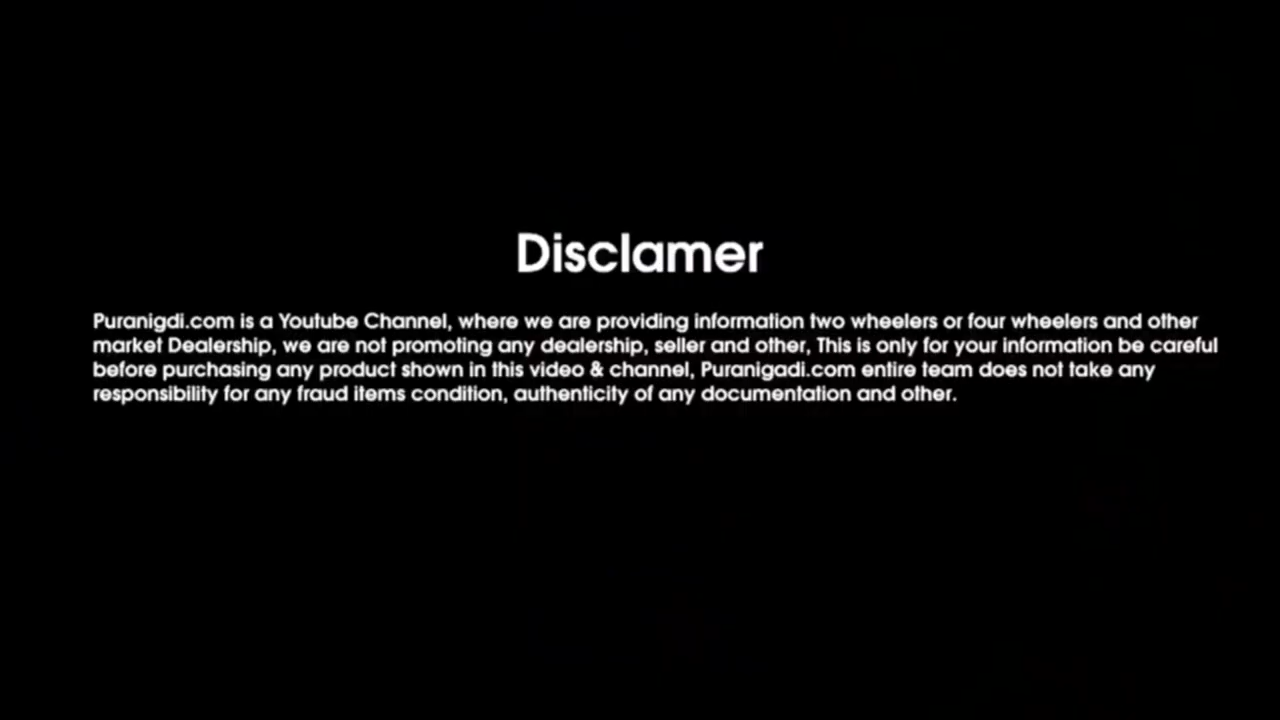 Disclamer
Puranigdi.com is a Youtube Channel, where we are providing information two wheelers or four wheelers and other
market Dealership, we are not promoting any dealership, seller and other, This is only for your information be careful
before purchasing any product shown in this video & channel, Puranigadi.com entire team does not take any
responsibility for any fraud items condition, authenticity of any documentation and other.